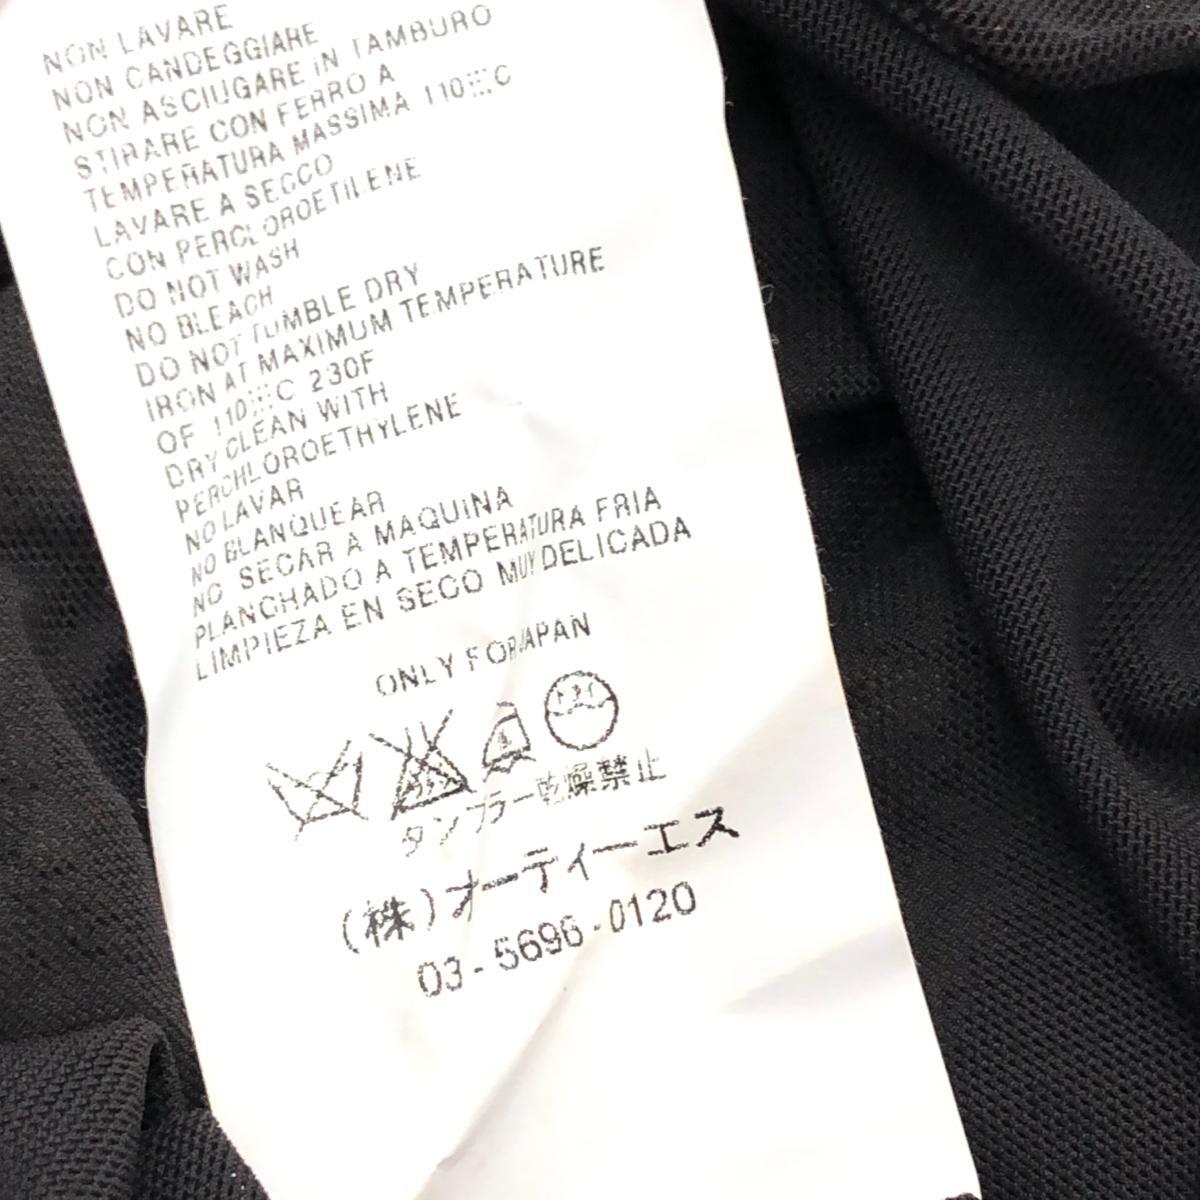 NON LAVARE
NON CANDEGGIARE
NON ASCIUGARE IN TAMBURO
STIRARE CON FERRO A
TEMPERATURA MASSIMA 110░C
LAVARE A SECCO
CON PERCLOROETILENE
DO NOT WASH
NO BLEACH
DO NOT TUMBLE DRY
IRON AT MAXIMUM TEMPERATURE
OF 110░C 230F
DRY CLEAN WITH
PERCHLOROETHYLENE
NO LAVAR
NO BLANQUEAR
NO SECAR A MAQUINA
PLANCHADO A TEMPERATURA FRIA
LIMPIEZA EN SECO MUY DELICADA
ONLY FOR JAPAN
ドライ
タンブラー乾燥禁止
(株)オーティーエス
03-5696-0120